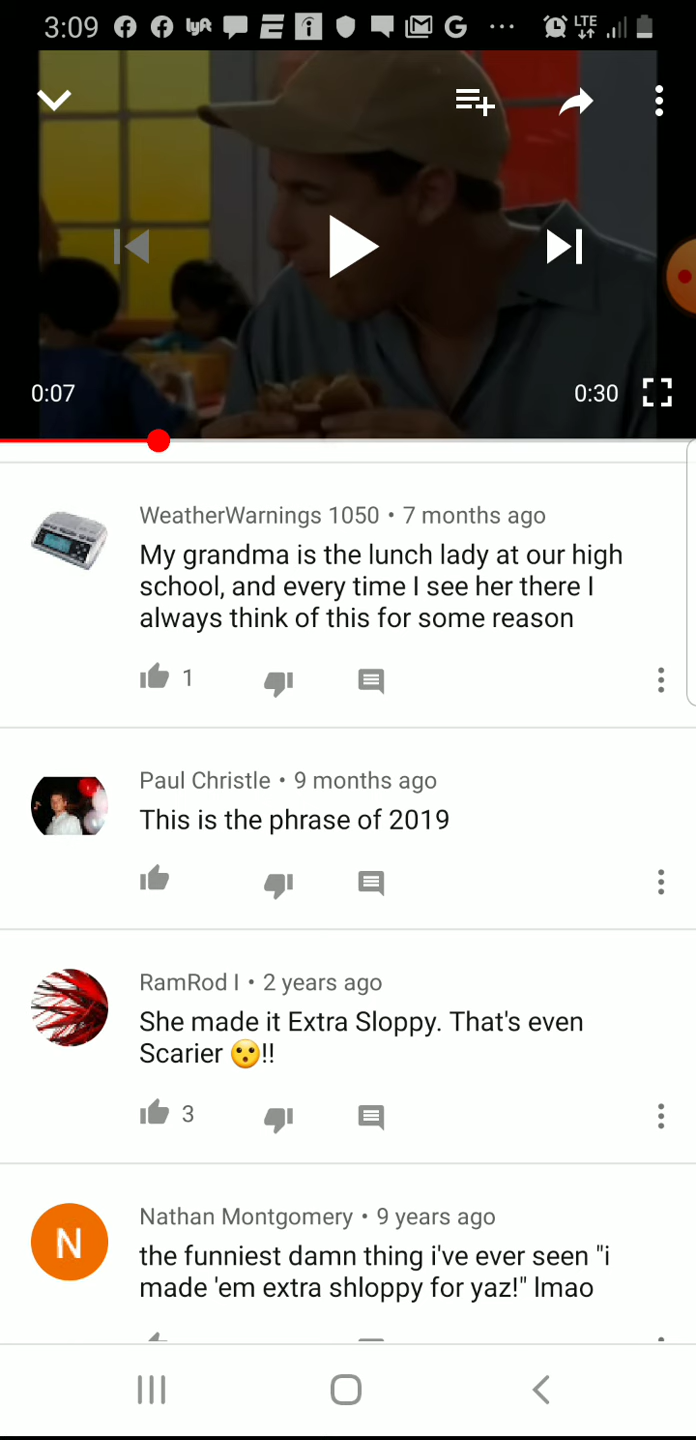 3:09 LTE
0:07 0:30
WeatherWarnings 1050 • 7 months ago
My grandma is the lunch lady at our high
school, and every time I see her there I
always think of this for some reason
1
Paul Christle • 9 months ago
This is the phrase of 2019
RamRod I • 2 years ago
She made it Extra Sloppy. That's even
Scarier 😮!!
3
N
Nathan Montgomery • 9 years ago
the funniest damn thing i've ever seen "i
made 'em extra shloppy for yaz!" lmao